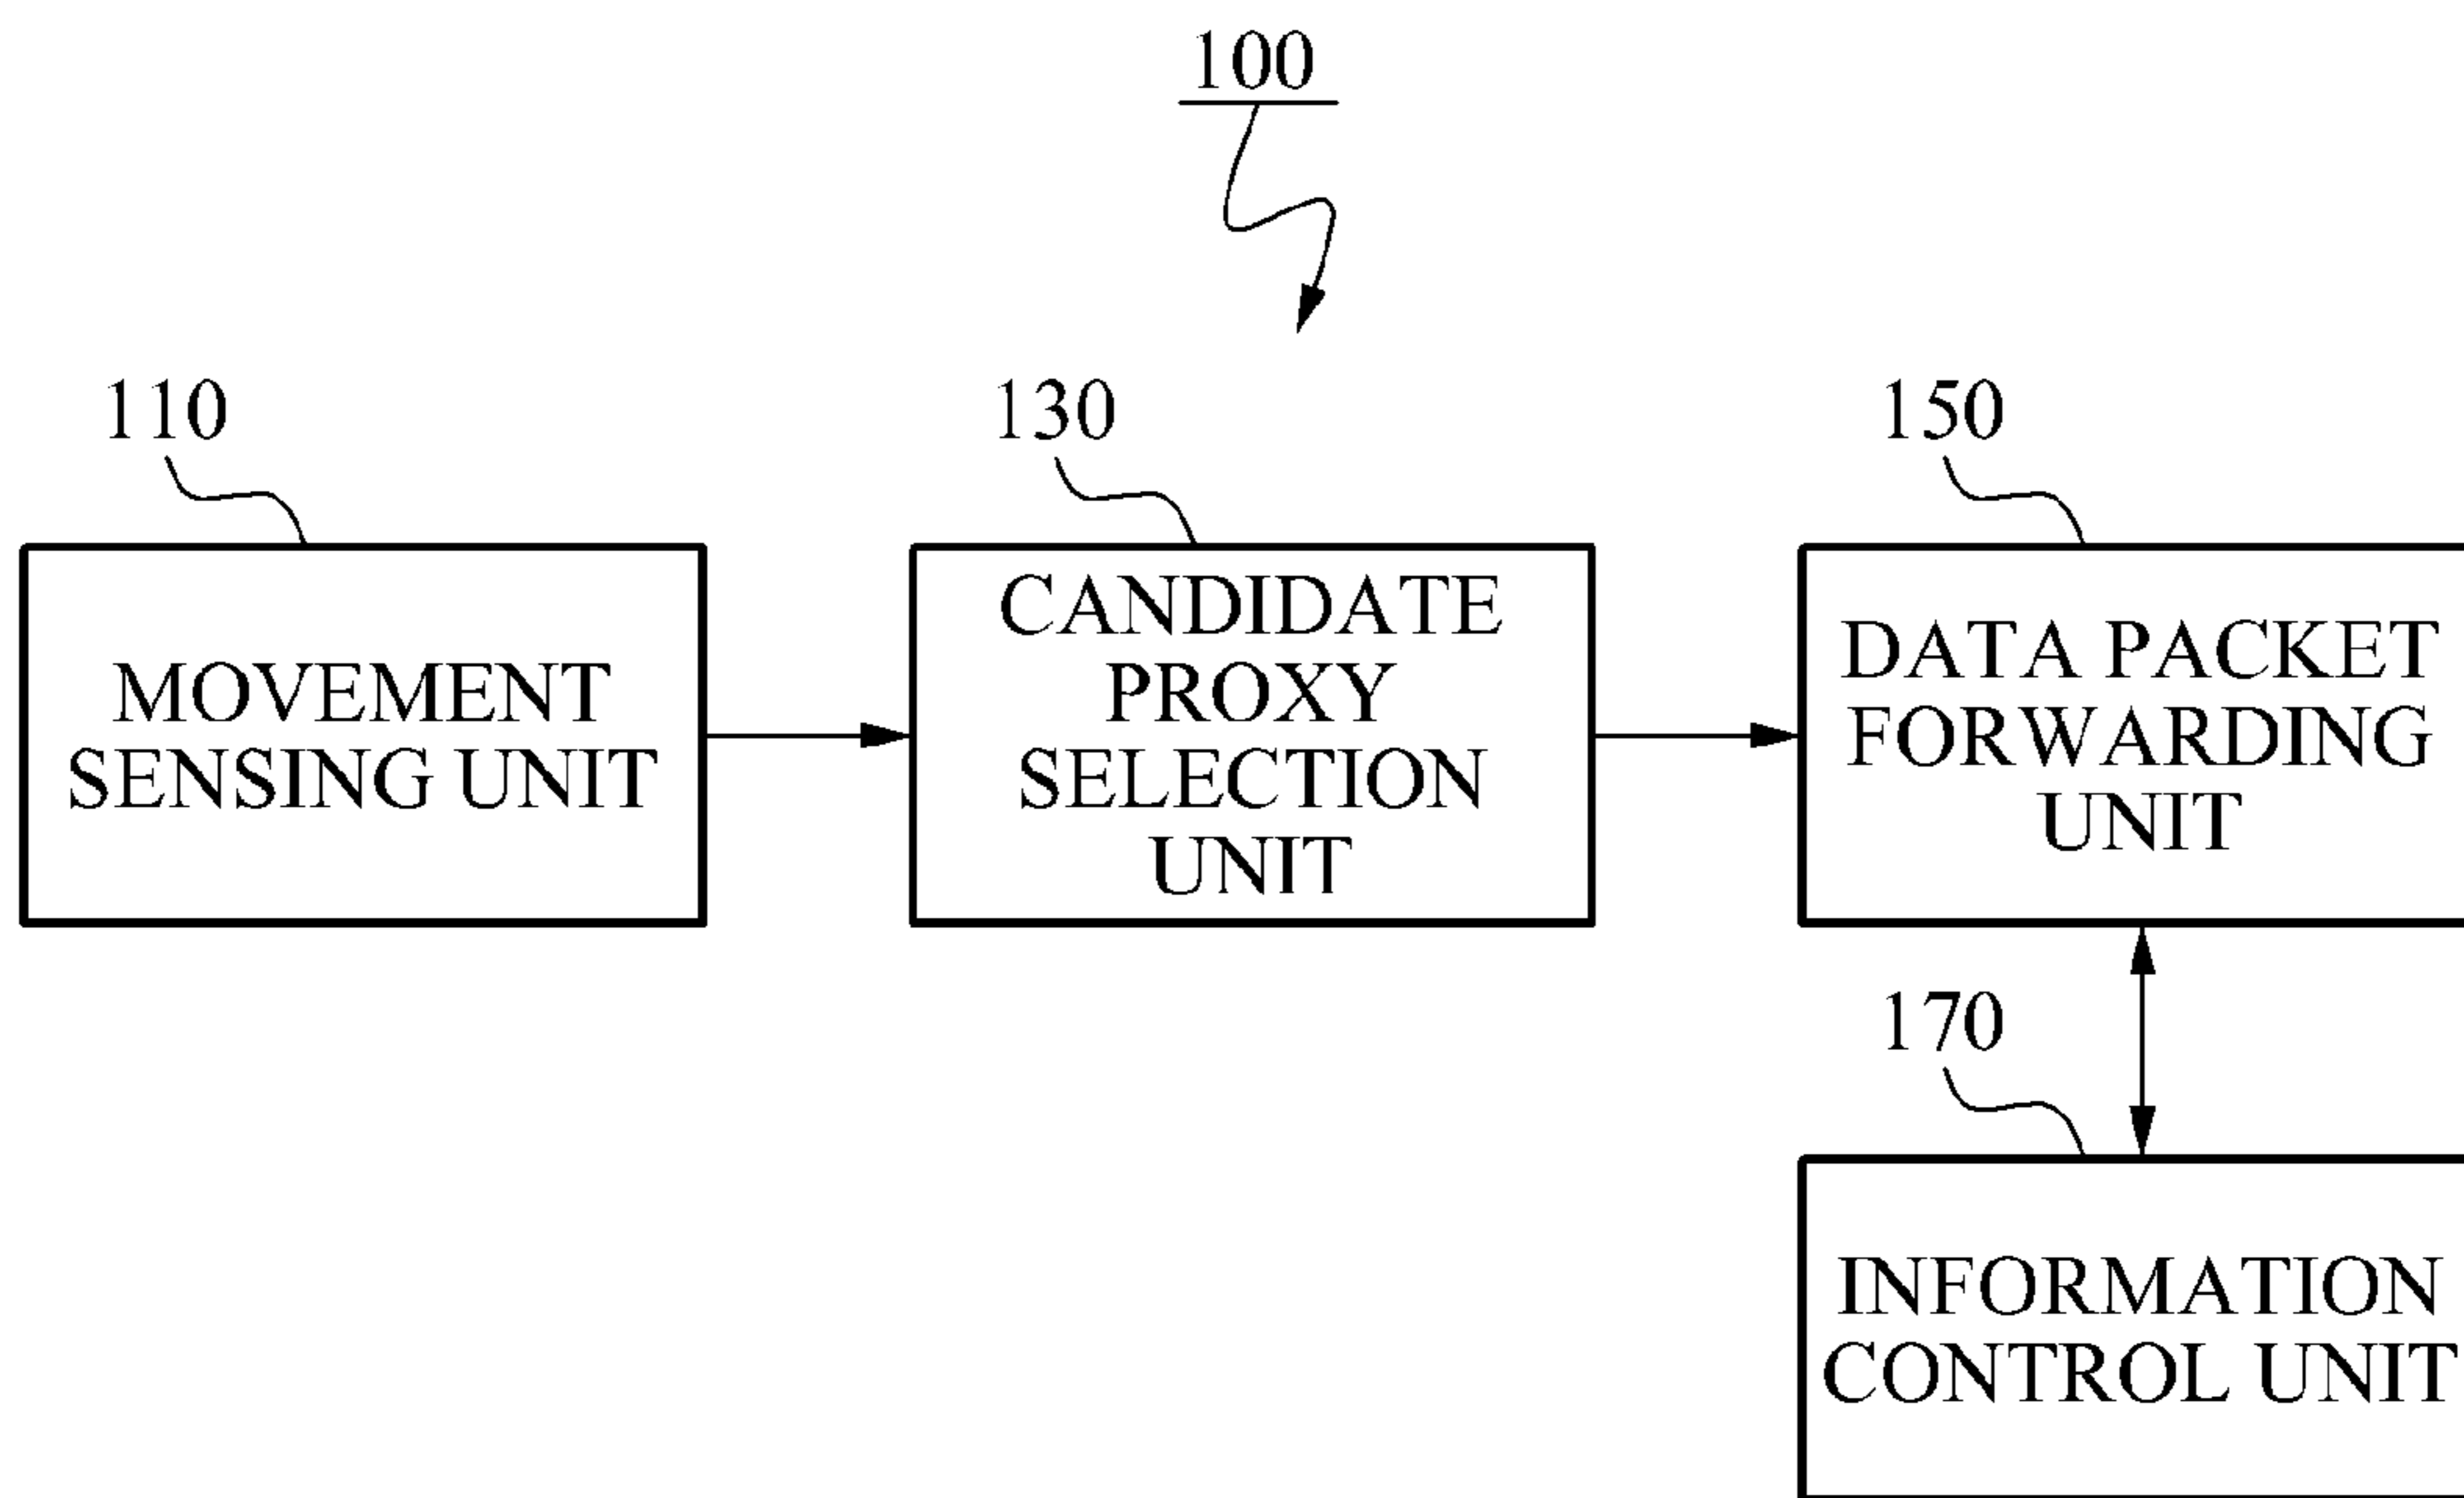 100
110
130
150
MOVEMENT
SENSING UNIT
CANDIDATE
PROXY
SELECTION
UNIT
DATA PACKET
FORWARDING
UNIT
170
INFORMATION
CONTROL UNIT